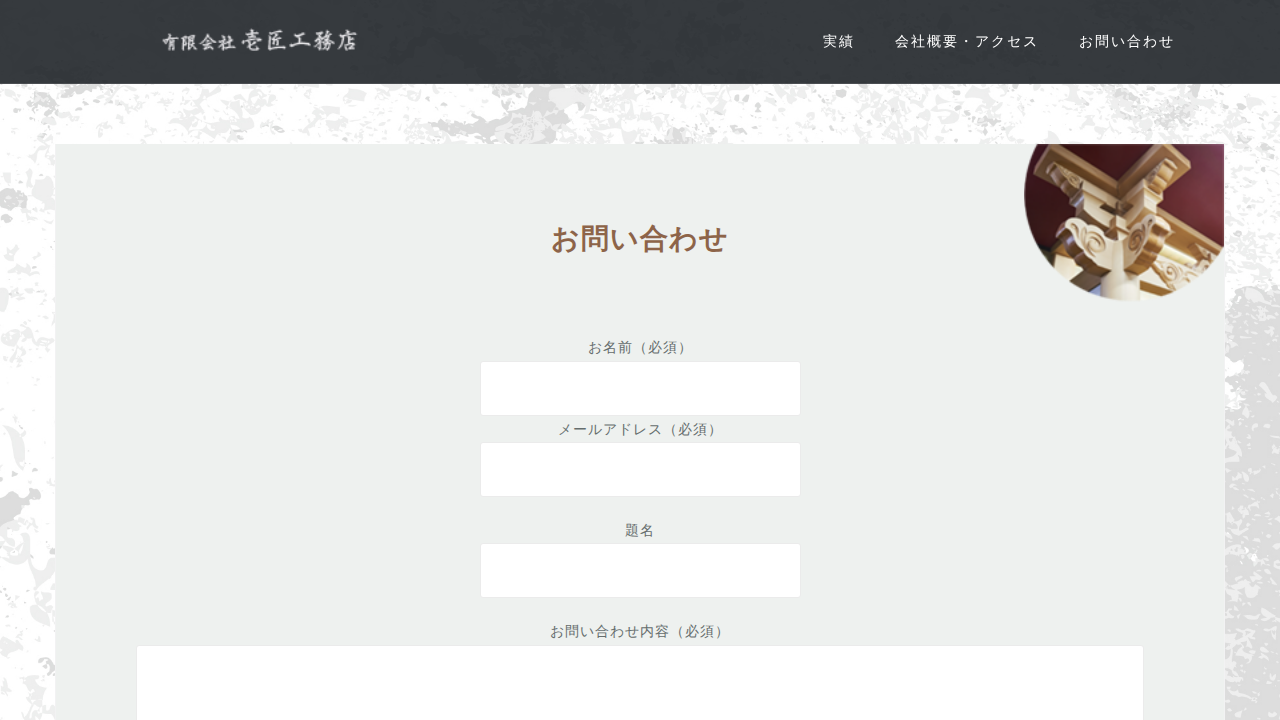 有限会社 壱匠工務店
実績 会社概要・アクセス お問い合わせ
お問い合わせ
お名前（必須）
メールアドレス（必須）
題名
お問い合わせ内容（必須）